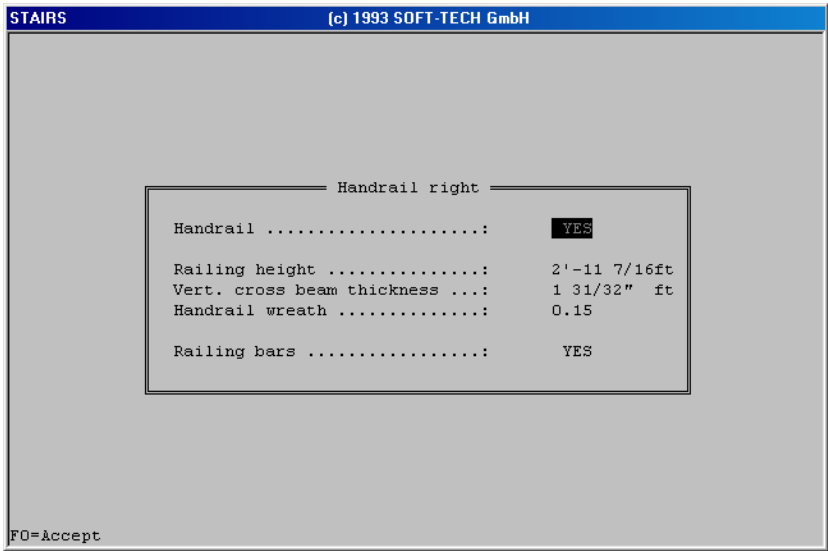 STAIRS (c) 1993 SOFT-TECH GmbH
Handrail right
Handrail .....................: YES
Railing height ...............: 2'-11 7/16ft
Vert. cross beam thickness ...: 1 31/32" ft
Handrail wreath ..............: 0.15
Railing bars .................: YES
F0=Accept